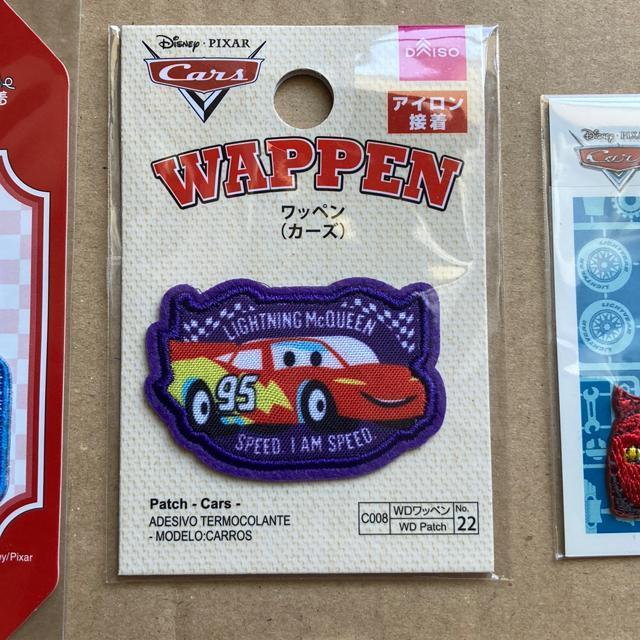 Disney · PIXAR
Cars
DAISO
アイロン
接着
WAPPEN
ワッペン
(カーズ)
LIGHTNING McQUEEN
95
SPEED. I AM SPEED
Patch - Cars -
ADESIVO TERMOCOLANTE
- MODELO:CARROS
C008
WDワッペン
WD Patch
No.
22
y/Pixar
Disney · PIXA
Cars